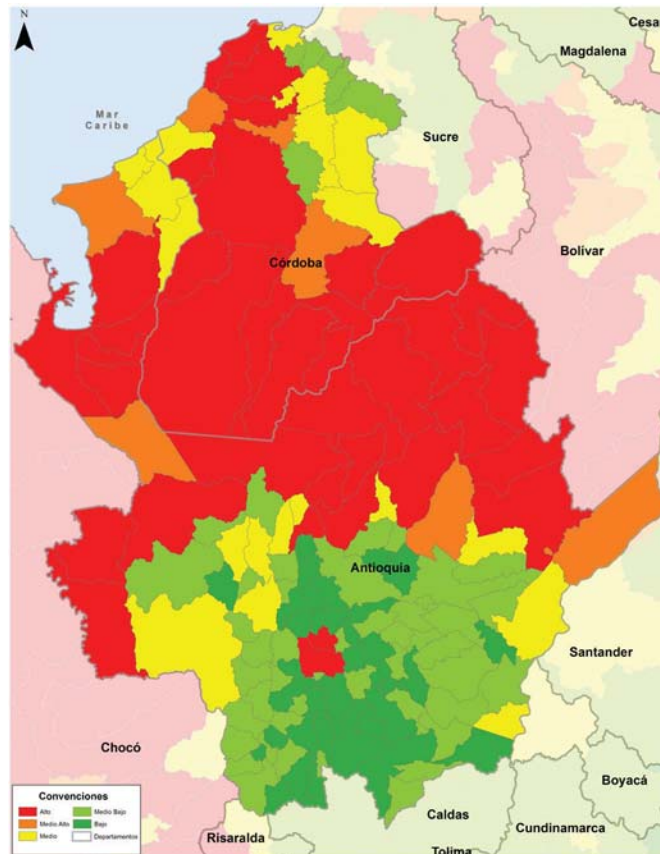 N
Cesa
Magdalena
Mar
Caribe
Sucre
Bolívar
Córdoba
Antioquia
Santander
Chocó
Boyacá
Caldas
Cundinamarca
Risaralda
Tolima
Convenciones
Alto
Medio Alto
Medio
Medio Bajo
Bajo
Departamentos